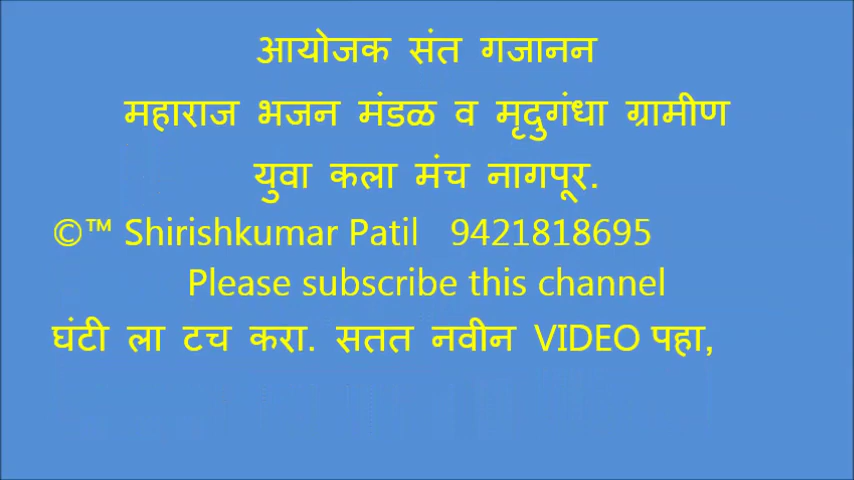 आयोजक संत गजानन
महाराज भजन मंडळ व मृदुगंधा ग्रामीण
युवा कला मंच नागपूर.
©™ Shirishkumar Patil 9421818695
Please subscribe this channel
घंटी ला टच करा. सतत नवीन VIDEO पहा,